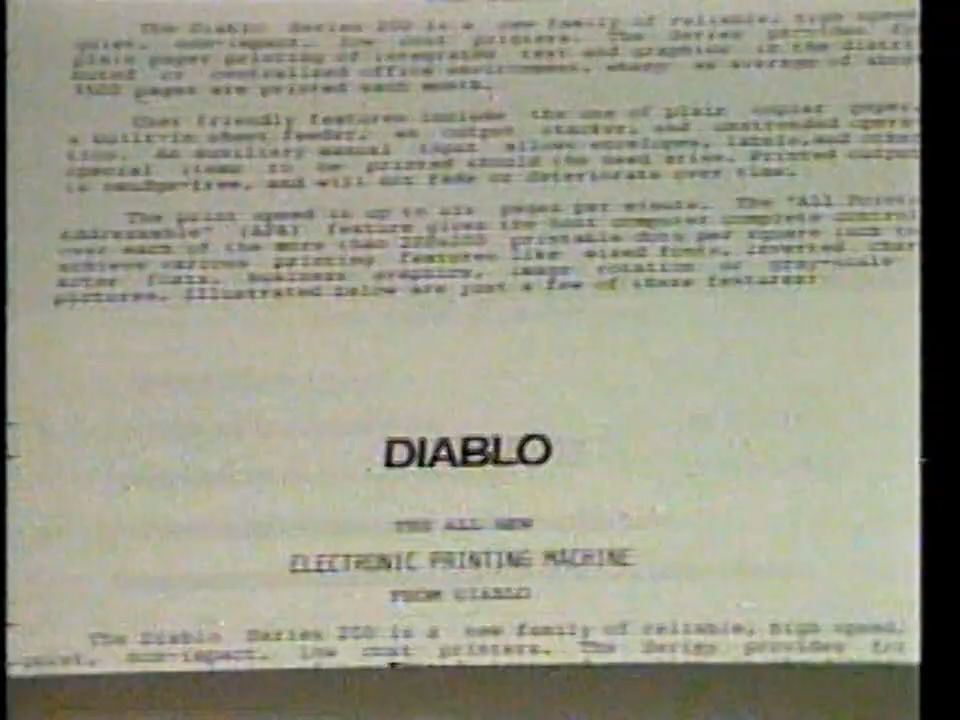 The Diablo Series 200 is a new family of reliable, high speed,
quiet, non-impact, low cost printers. The Series provides for
plain paper printing of integrated text and graphics in the distri-
buted or centralized office environment, where an average of about
pages are printed each month.
User friendly features include the use of plain copier paper,
a built-in sheet feeder, an output stacker, and unattended opera-
tion. An auxiliary manual input allows envelopes, labels, and other
special items to be printed should the need arise. Printed output
is smudge-free, and will not fade or deteriorate over time.
The print speed is up to six pages per minute. The "All Points
Addressable" (APA) feature gives the host computer complete control
over each of the more than printable dots per square inch to
achieve various printing features like sized fonts, inverted char-
acter fonts, business graphics, image rotation or gray-scale
pictures. Illustrated below are just a few of these features:
DIABLO
THE ALL NEW
ELECTRONIC PRINTING MACHINE
FROM DIABLO
The Diablo Series 200 is a new family of reliable, high speed,
quiet, non-impact, low cost printers. The Series provides for